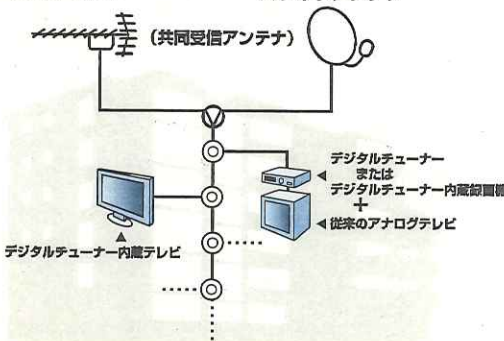 (共同受信アンテナ)
デジタルチューナー
または
デジタルチューナー内蔵録画機
+
従来のアナログテレビ
デジタルチューナー内蔵テレビ